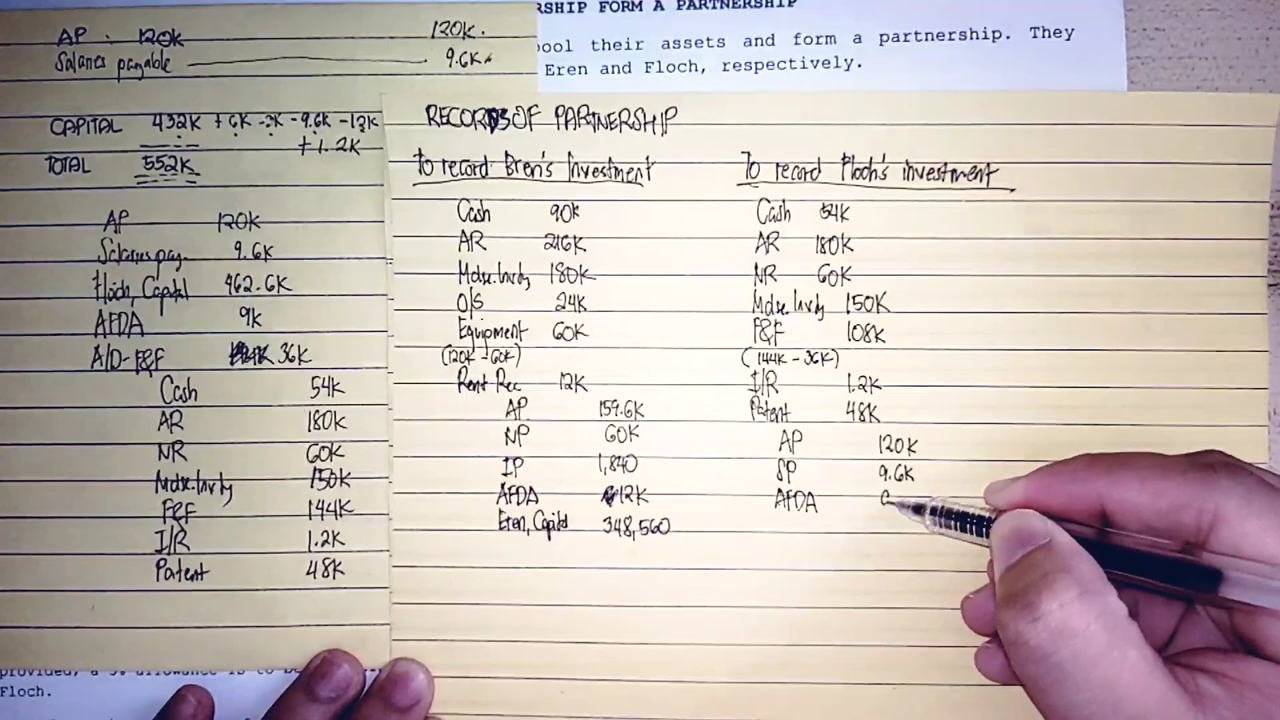 RSHIP FORM A PARTNERSHIP
ool their assets and form a partnership. They
Eren and Floch, respectively.
AP . 120k 120K.
Salaries payable 9.6K
CAPITAL 432K + 6K - 3K - 9.6K - 12K
+ 1.2K
TOTAL 552K
AP 120K
Salaries pay. 9.6K
Floch, Capital 462.6K
AFDA 9K
A/D-F&F 36K
Cash 54K
AR 180K
NR 60K
Mdse. Invty 150K
F&F 144K
I/R 1.2K
Patent 48K
RECORDS OF PARTNERSHIP
To record Eren's Investment
Cash 90K
AR 216K
Mdse. Invty 180K
O/S 24K
Equipment 60K
(120K - 60K)
Rent Rec 12K
AP 159.6K
NP 60K
IP 1,840
AFDA 12K
Eren, Capital 348,560
To record Floch's investment
Cash 54K
AR 180K
NR 60K
Mdse Invty 150K
F&F 108K
(144K - 36K)
I/R 1.2K
Patent 48K
AP 120K
SP 9.6K
AFDA
Floch.